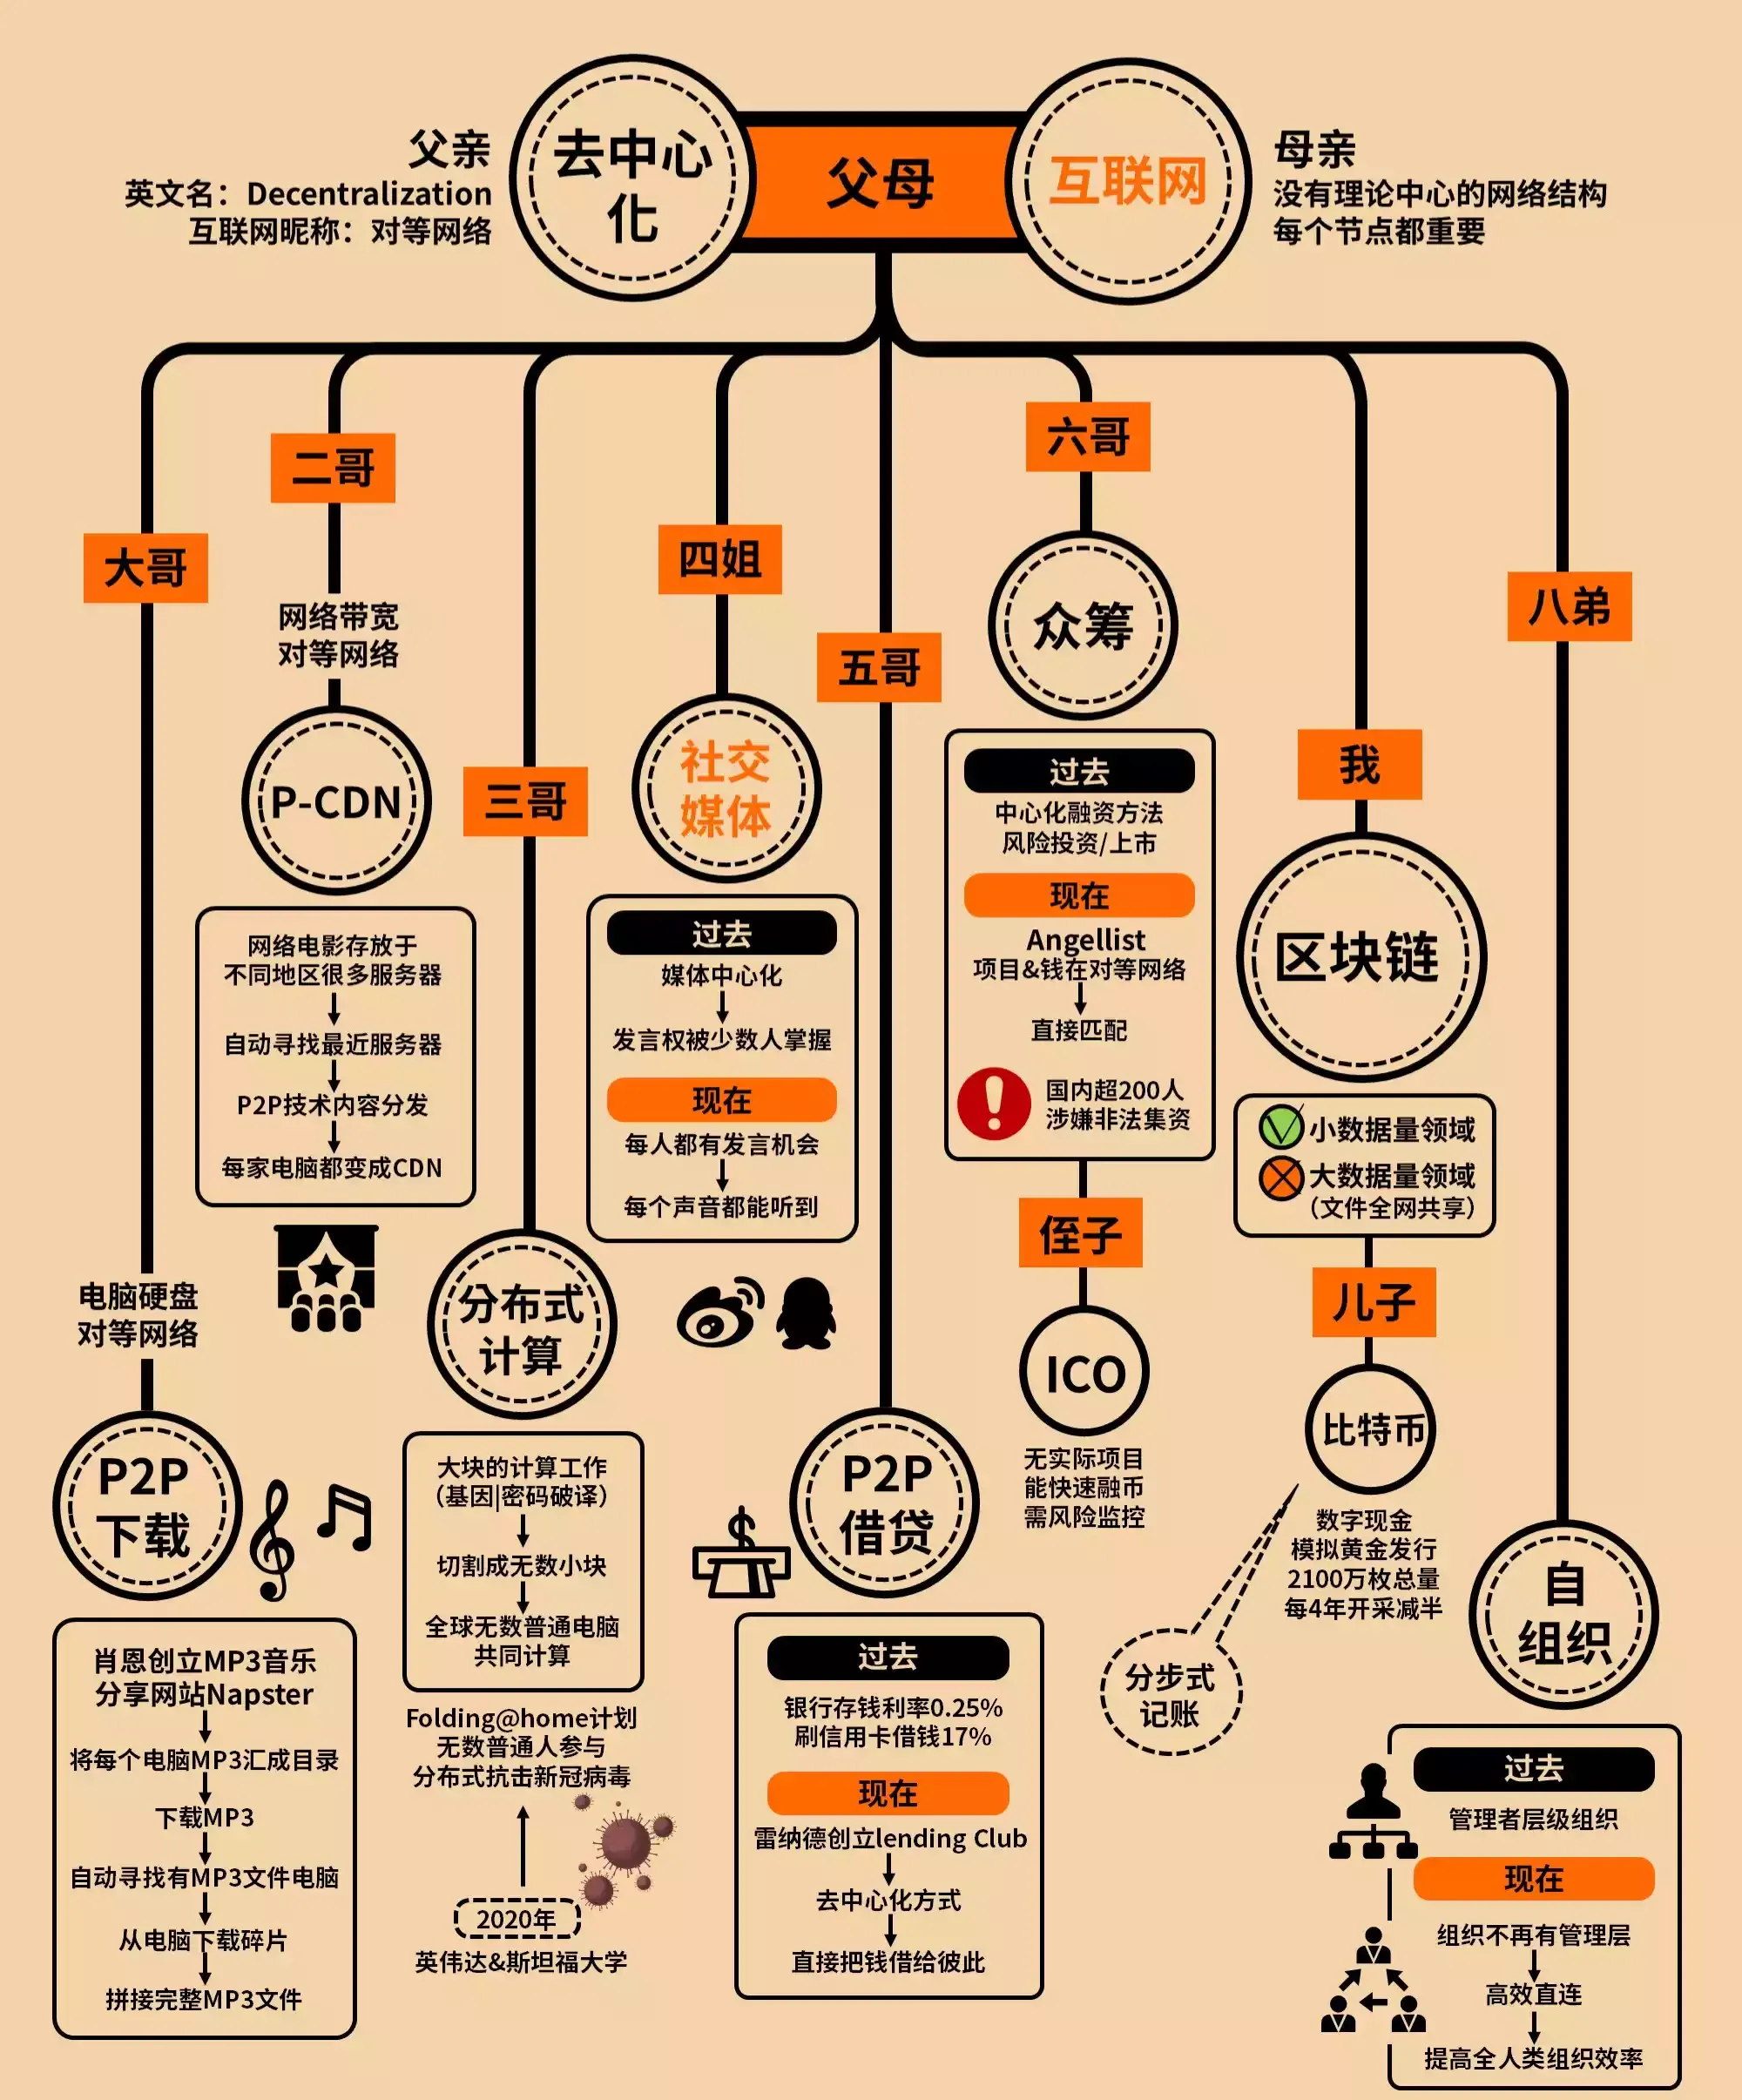 父亲
英文名：Decentralization
互联网昵称：对等网络
去中心
化
父母
互联网
母亲
没有理论中心的网络结构
每个节点都重要
大哥
电脑硬盘
对等网络
P2P
下载
肖恩创立MP3音乐
分享网站Napster
将每个电脑MP3汇成目录
下载MP3
自动寻找有MP3文件电脑
从电脑下载碎片
拼接完整MP3文件
二哥
网络带宽
对等网络
P-CDN
网络电影存放于
不同地区很多服务器
自动寻找最近服务器
P2P技术内容分发
每家电脑都变成CDN
三哥
分布式
计算
大块的计算工作
（基因|密码破译）
切割成无数小块
全球无数普通电脑
共同计算
Folding@home计划
无数普通人参与
分布式抗击新冠病毒
2020年
英伟达&斯坦福大学
四姐
社交
媒体
过去
媒体中心化
发言权被少数人掌握
现在
每人都有发言机会
每个声音都能听到
五哥
P2P
借贷
过去
银行存钱利率0.25%
刷信用卡借钱17%
现在
雷纳德创立lending Club
去中心化方式
直接把钱借给彼此
六哥
众筹
过去
中心化融资方法
风险投资/上市
现在
Angellist
项目&钱在对等网络
直接匹配
国内超200人
涉嫌非法集资
侄子
ICO
无实际项目
能快速融币
需风险监控
我
区块链
小数据量领域
大数据量领域
（文件全网共享）
儿子
比特币
数字现金
模拟黄金发行
2100万枚总量
每4年开采减半
分步式
记账
八弟
自
组织
过去
管理者层级组织
现在
组织不再有管理层
高效直连
提高全人类组织效率